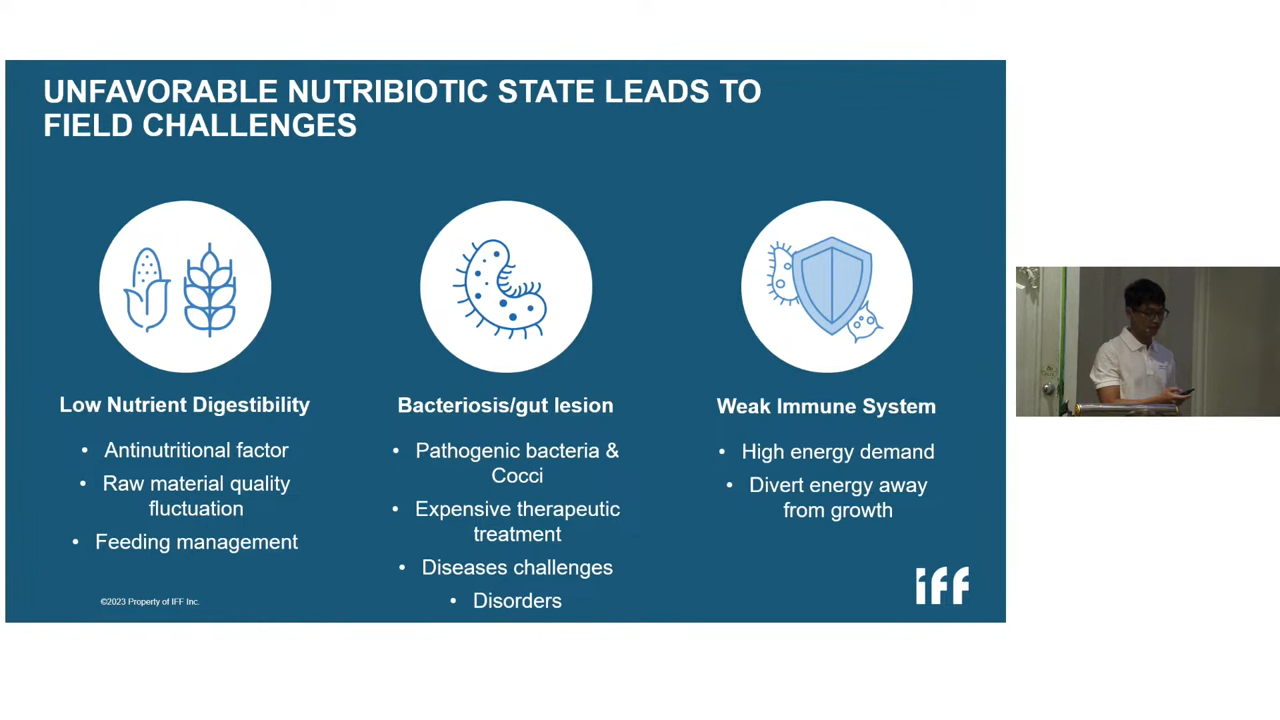 UNFAVORABLE NUTRIBIOTIC STATE LEADS TO
FIELD CHALLENGES
Low Nutrient Digestibility
• Antinutritional factor
• Raw material quality
fluctuation
• Feeding management
Bacteriosis/gut lesion
• Pathogenic bacteria &
Cocci
• Expensive therapeutic
treatment
• Diseases challenges
• Disorders
Weak Immune System
• High energy demand
• Divert energy away
from growth
©2023 Property of IFF Inc.
iff